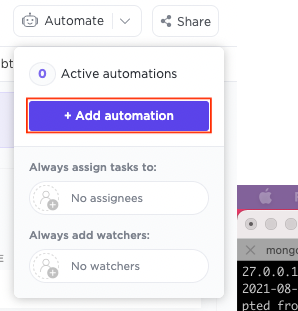 Automate
Share
bt
0 Active automations
+ Add automation
Always assign tasks to:
No assignees
Always add watchers:
No watchers
E
mongo
27.0.0.1
2021-08-
pted fro